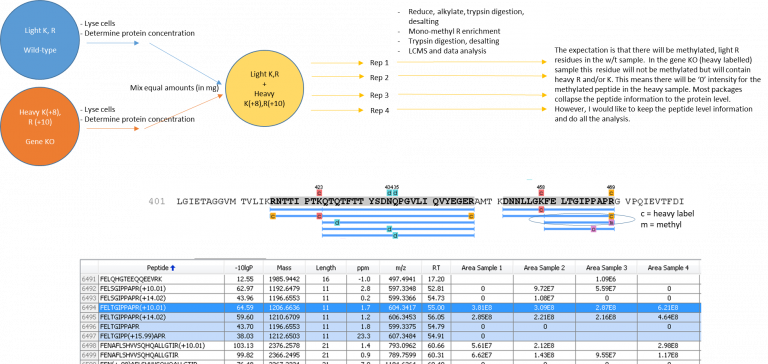 Light K, R
Wild-type
- Lyse cells
- Determine protein concentration
Mix equal amounts (in mg)
Heavy K(+8),
R (+10)
Gene KO
- Lyse cells
- Determine protein concentration
Light K,R
+
Heavy
K(+8),R(+10)
- Reduce, alkylate, trypsin digestion,
desalting
- Mono-methyl R enrichment
- Trypsin digestion, desalting
- LCMS and data analysis
Rep 1
Rep 2
Rep 3
Rep 4
The expectation is that there will be methylated, light R
residues in the w/t sample. In the gene KO (heavy labelled)
sample this residue will not be methylated but will contain
heavy R and/or K. This means there will be '0' intensity for the
methylated peptide in the heavy sample. Most packages
collapse the peptide information to the protein level.
However, I would like to keep the peptide level information
and do all the analysis.
401 LGIETAGGVM TVLIKRNTTI PTKQTQTFTT YSDNQPGVLI QVYEGERAMT KDNNLLGKFE LTGIPPAPRG VPQIEVTFDI
c = heavy label
m = methyl
Peptide -10lgP Mass Length ppm m/z RT Area Sample 1 Area Sample 2 Area Sample 3 Area Sample 4
6491 FELQHGTEEQQEEVRK 12.55 1985.9442 16 -1.0 497.4941 17.20 1.09E6
6492 FELSGIPPAPR(+10.01) 62.97 1192.6479 11 2.8 597.3348 52.81 0 9.72E7 5.59E7 0
6493 FELSGIPPAPR(+14.02) 43.96 1196.6553 11 0.2 599.3366 54.73 0 1.08E7 0 0
6494 FELTGIPPAPR(+10.01) 64.59 1206.6636 11 1.7 604.3417 55.00 3.81E8 3.09E8 2.87E8 6.21E8
6495 FELTGIPPAPR(+14.02) 59.60 1210.6709 11 1.2 606.3453 56.05 2.85E8 2.21E8 2.16E8 4.64E8
6496 FELTGIPPAPR 43.70 1196.6553 11 1.8 599.3375 54.79 0 0 0 0
6497 FELTGIPP(+15.99)APR 38.03 1212.6503 11 23.3 607.3484 54.91 0 0 0
6498 FENAFLSHVVSQHQALLGTIR(+10.01) 103.13 2376.2578 21 1.4 793.0962 60.66 5.61E7 2.12E8 2.98E8
6499 FENAFLSHVVSQHQALLGTIR 99.82 2366.2495 21 0.9 789.7599 60.31 6.62E7 1.43E8 9.55E7 1.17E8